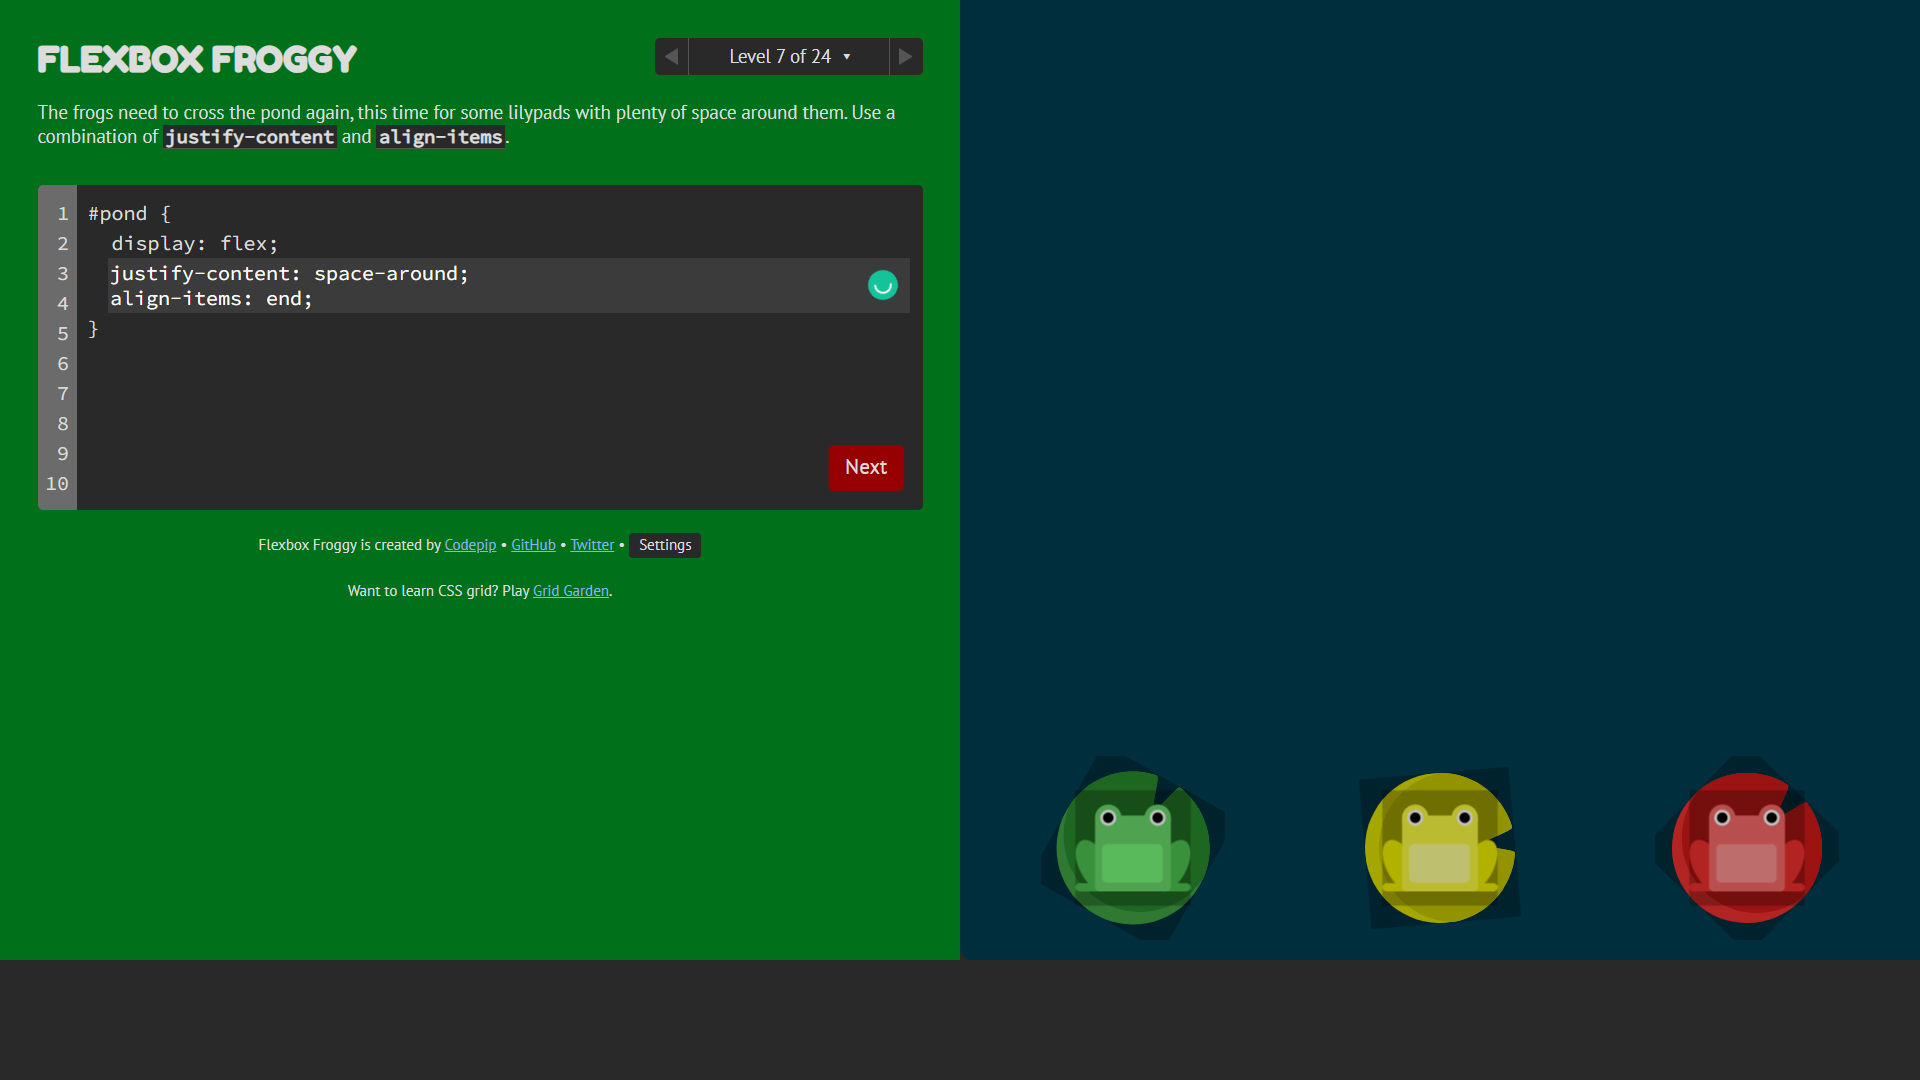 FLEXBOX FROGGY
Level 7 of 24 ▼
The frogs need to cross the pond again, this time for some lilypads with plenty of space around them. Use a
combination of justify-content and align-items.
1 #pond {
2 display: flex;
3 justify-content: space-around;
4 align-items: end;
5 }
6
7
8
9
10
Next
Flexbox Froggy is created by Codepip • GitHub • Twitter • Settings
Want to learn CSS grid? Play Grid Garden.